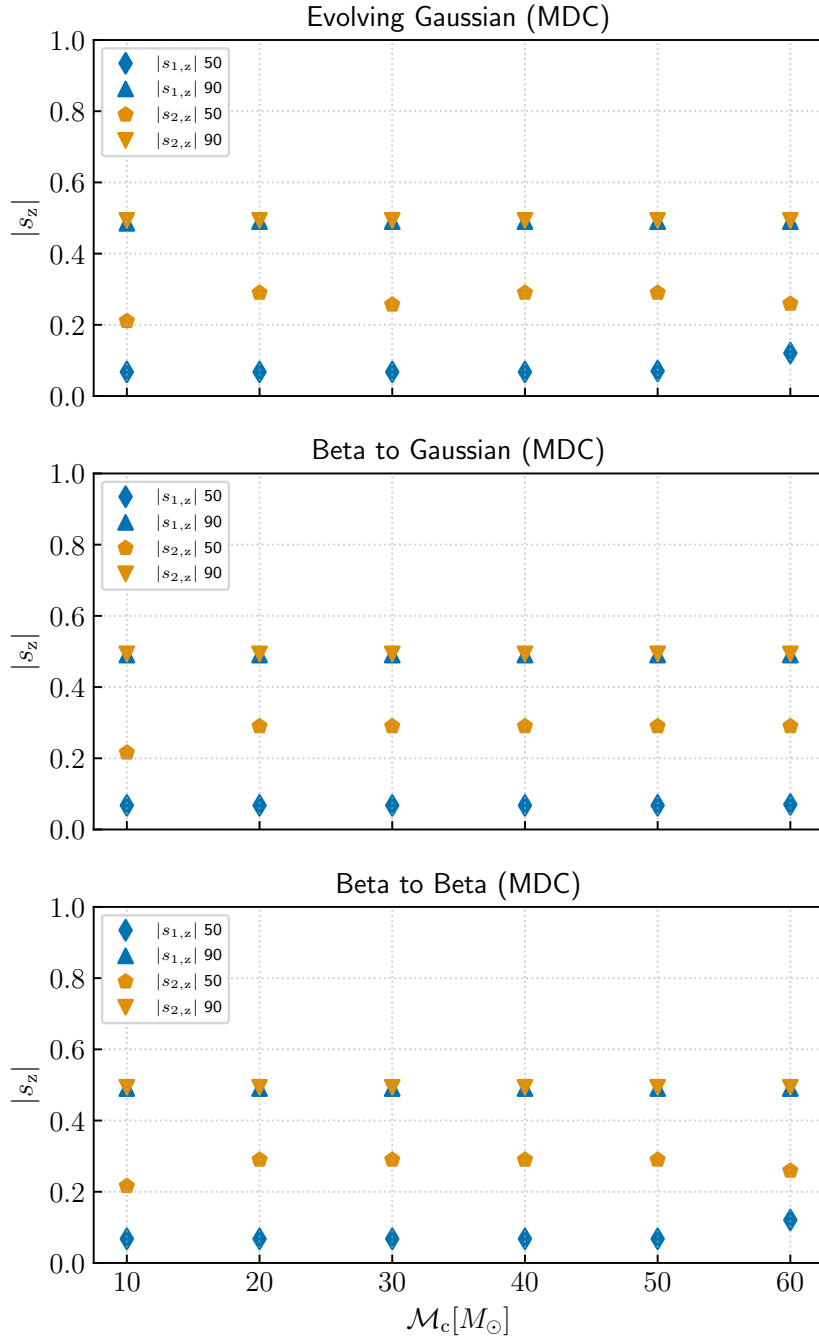 Evolving Gaussian (MDC)
1.0
0.8
0.6
0.4
0.2
0.0
|s_z|
|s_{1,z}| 50
|s_{1,z}| 90
|s_{2,z}| 50
|s_{2,z}| 90
Beta to Gaussian (MDC)
1.0
0.8
0.6
0.4
0.2
0.0
|s_z|
|s_{1,z}| 50
|s_{1,z}| 90
|s_{2,z}| 50
|s_{2,z}| 90
Beta to Beta (MDC)
1.0
0.8
0.6
0.4
0.2
0.0
|s_z|
|s_{1,z}| 50
|s_{1,z}| 90
|s_{2,z}| 50
|s_{2,z}| 90
10 20 30 40 50 60
ℳ_c[M_⊙]